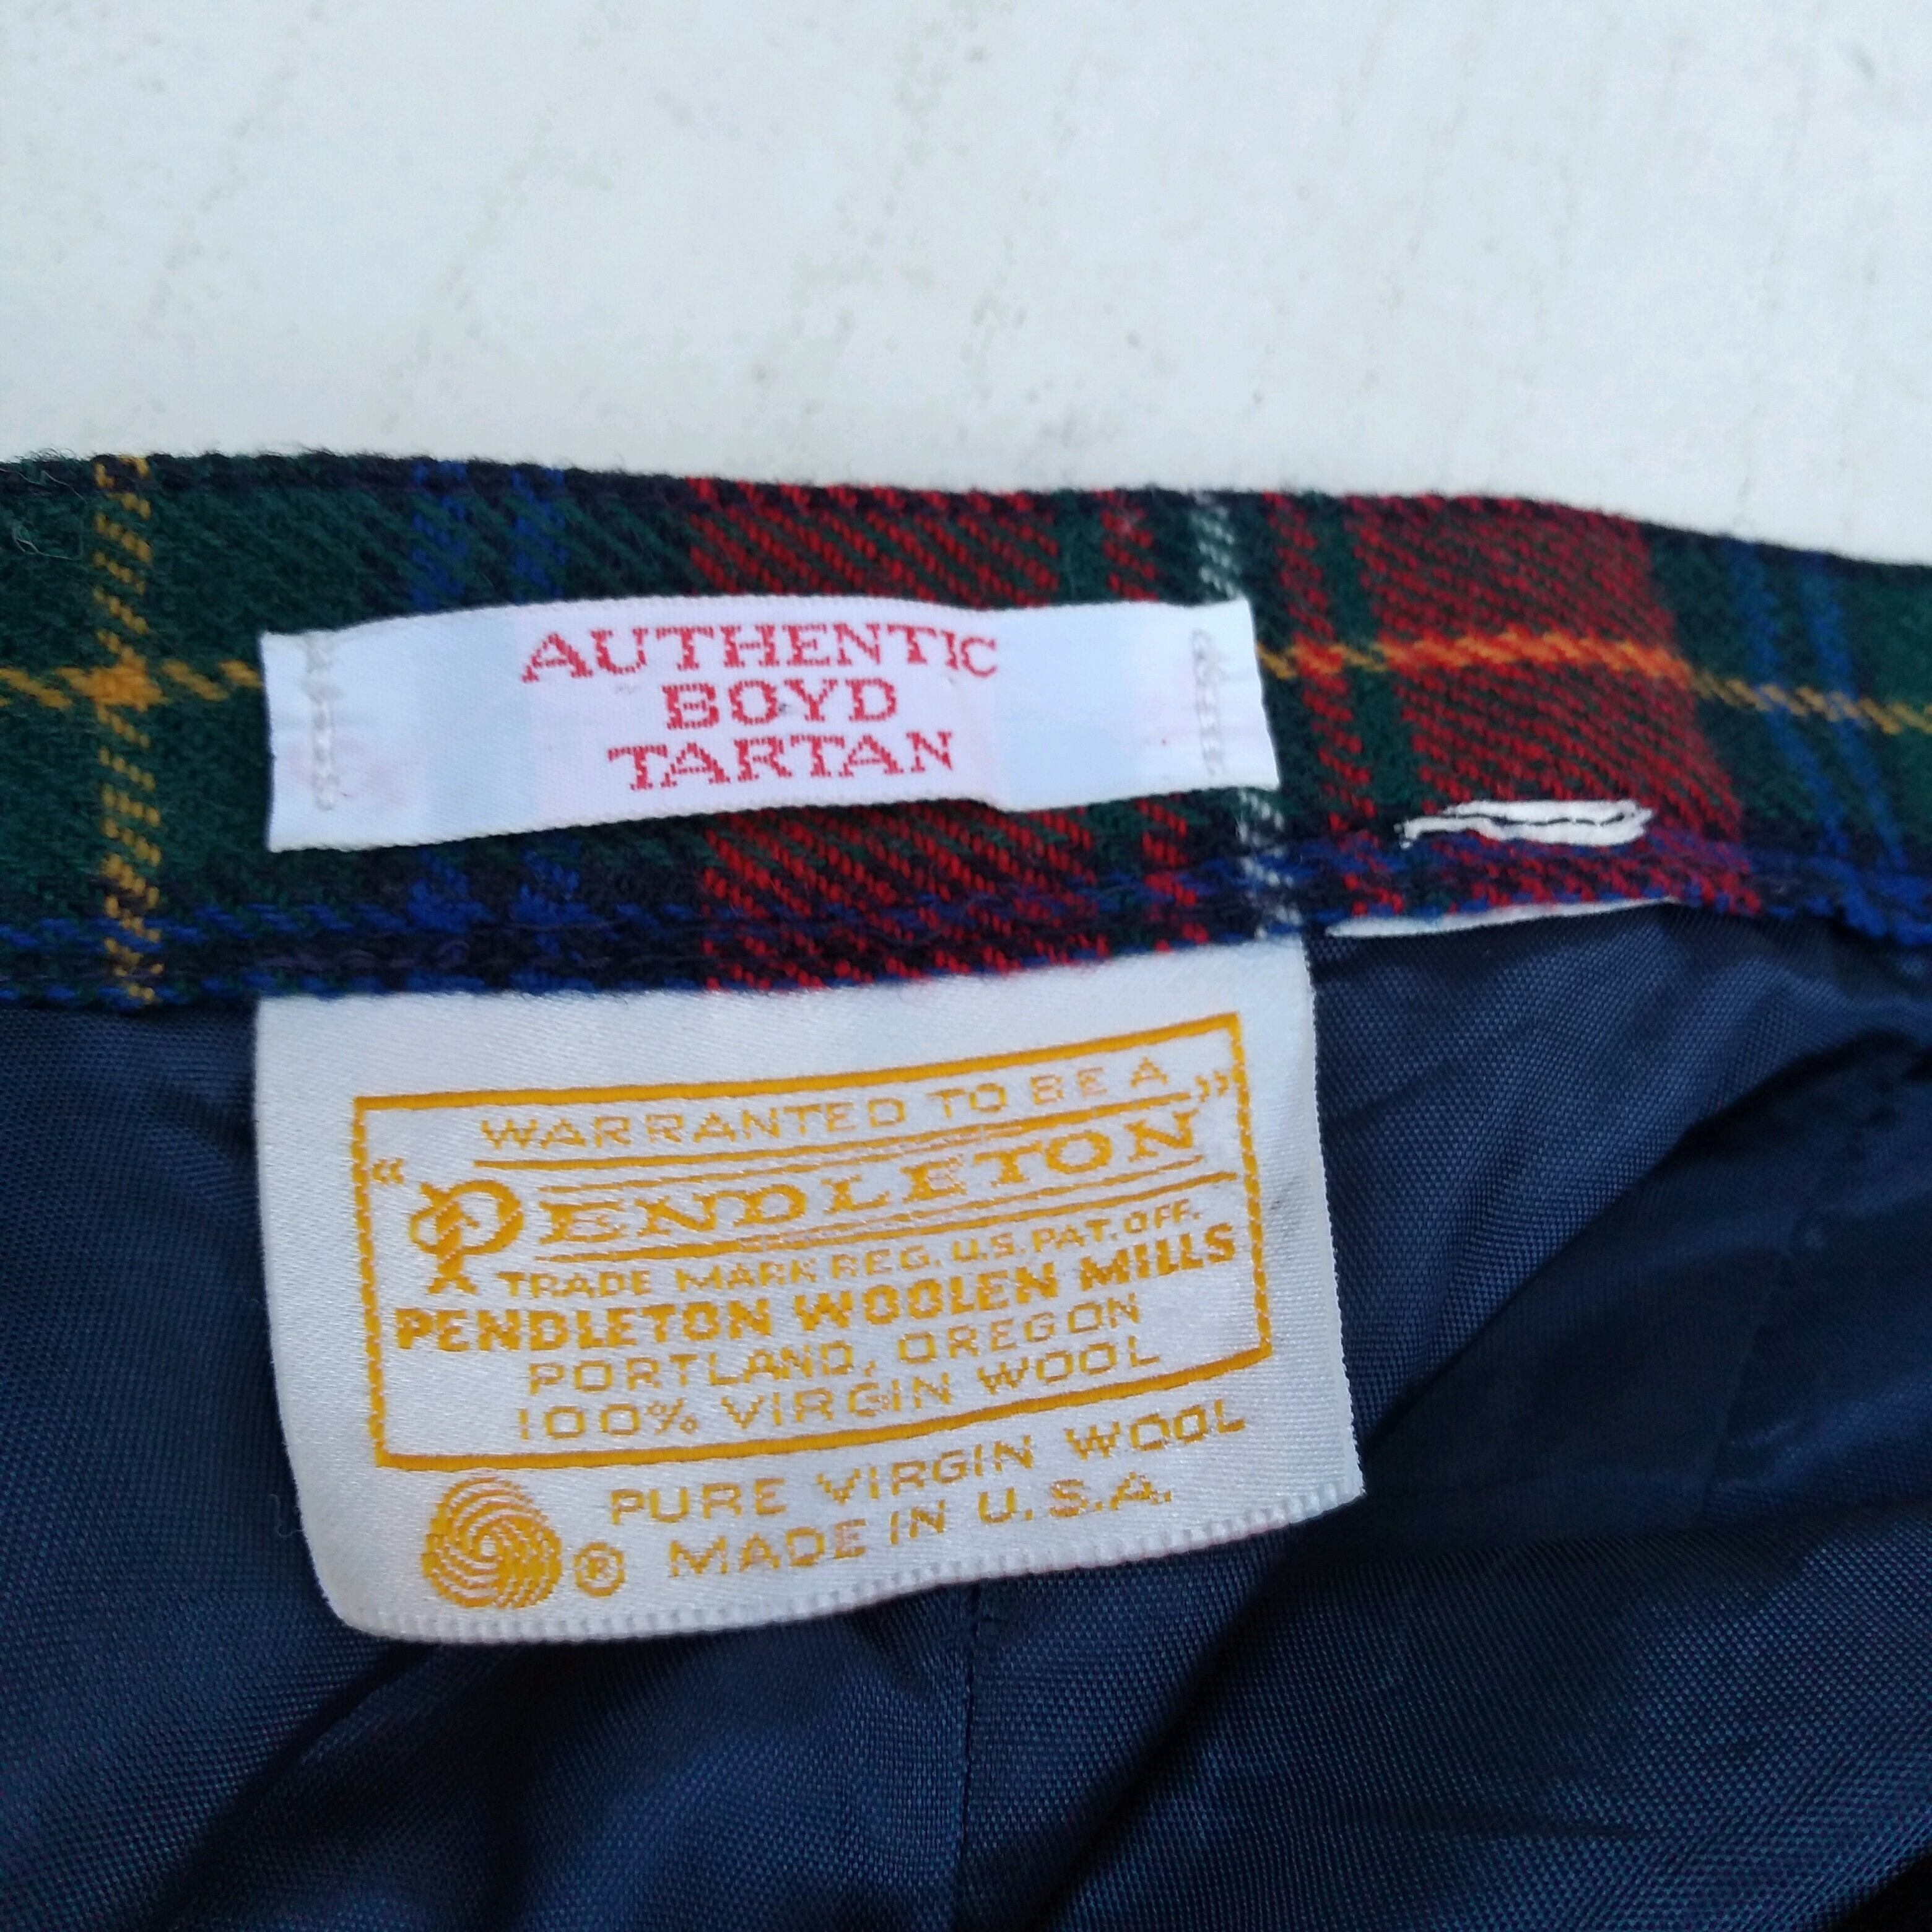 AUTHENTIC
BOYD
TARTAN
WARRANTED TO BE A
“PENDLETON”
TRADE MARK REG. U.S. PAT. OFF.
PENDLETON WOOLEN MILLS
PORTLAND, OREGON
100% VIRGIN WOOL
PURE VIRGIN WOOL
® MADE IN U.S.A.